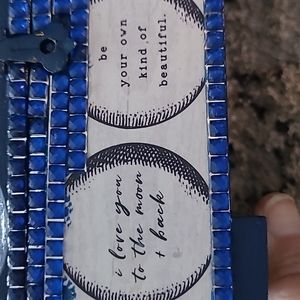 be
your own
kind of
beautiful.
i love you
to the moon
+ back